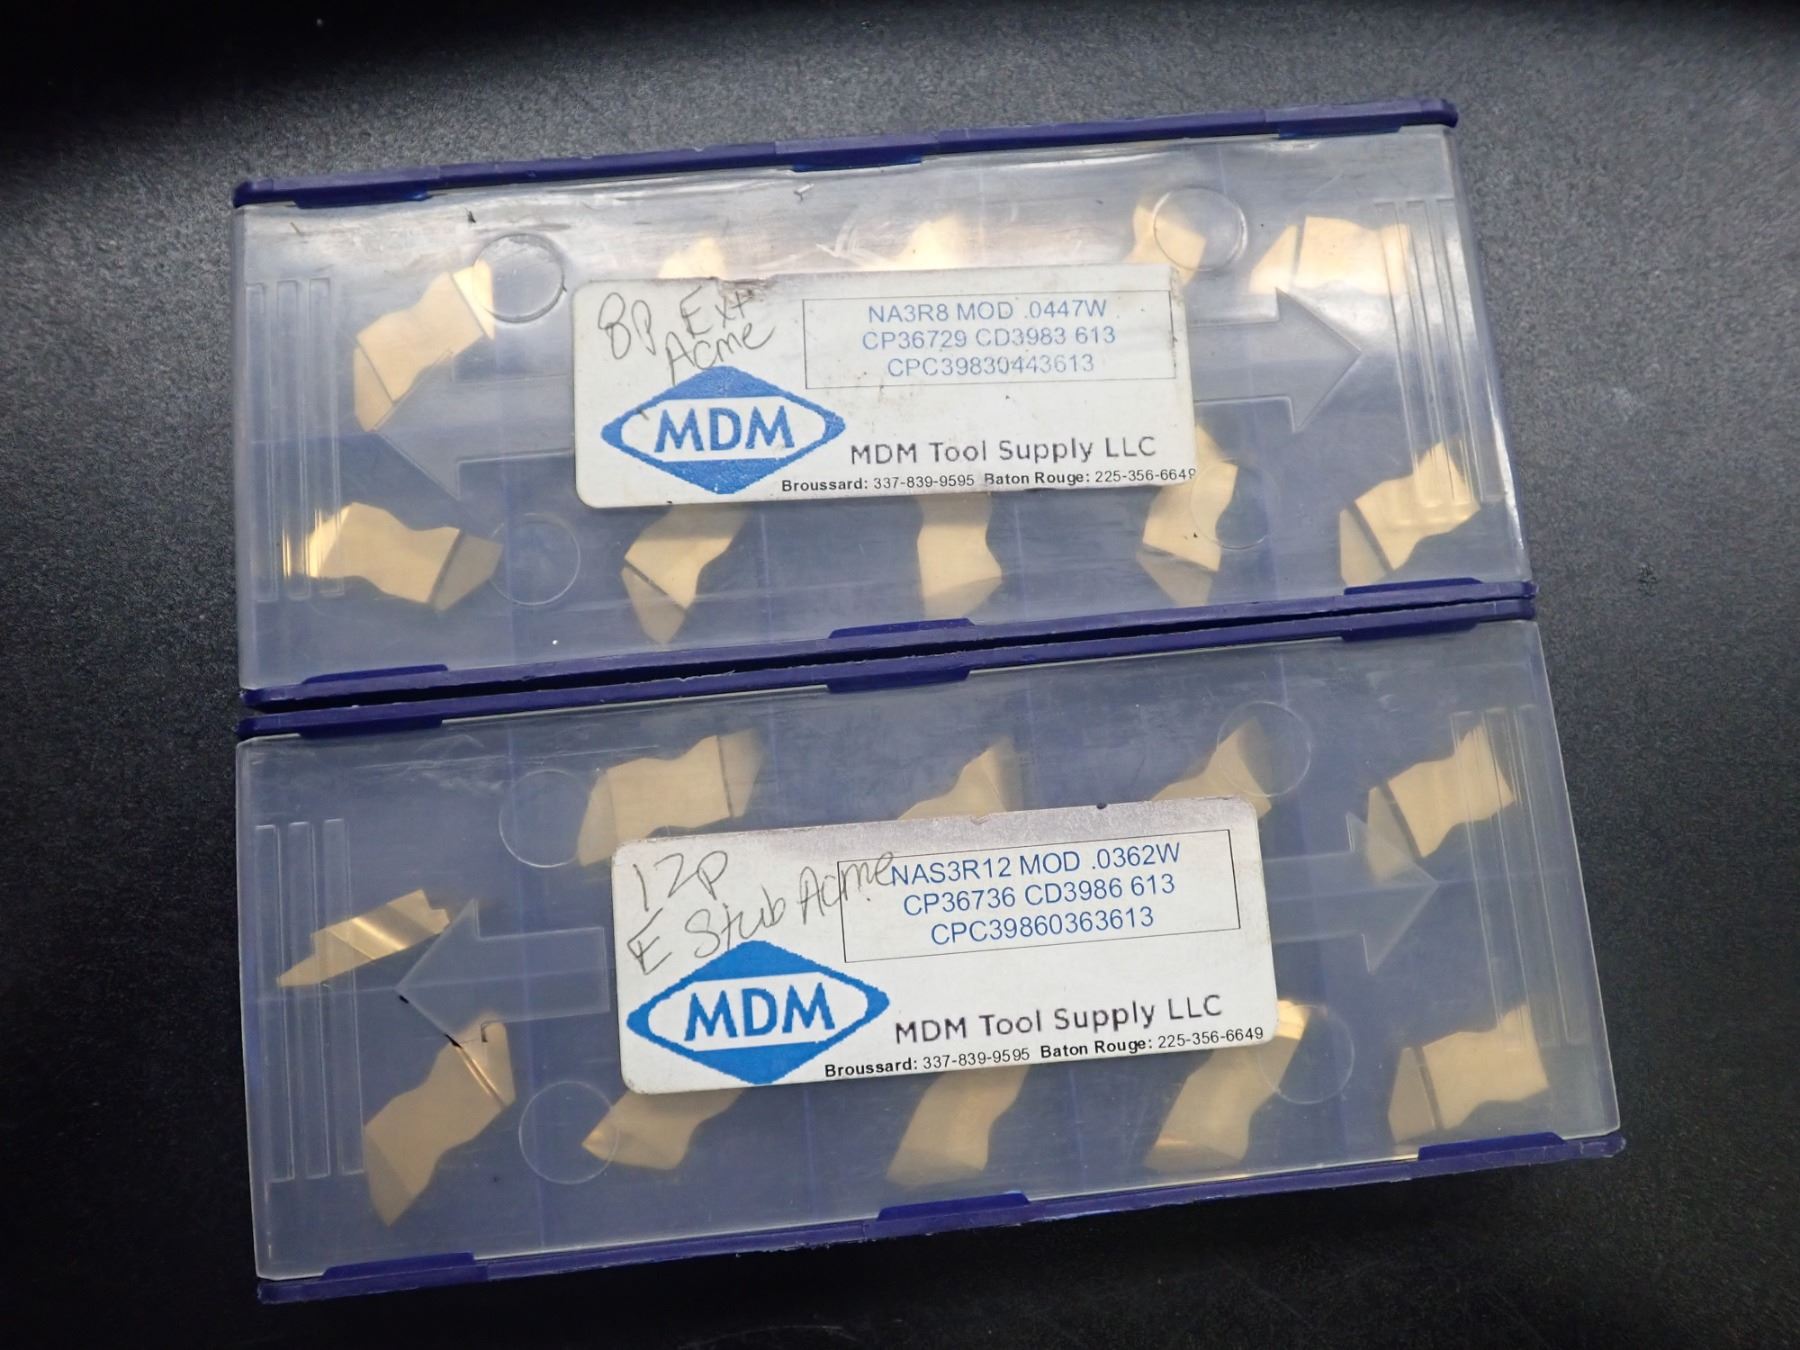 8P Ext
Acme
NA3R8 MOD .0447W
CP36729 CD3983 613
CPC39830443613
MDM
MDM Tool Supply LLC
Broussard: 337-839-9595 Baton Rouge: 225-356-6649
12P
E Stub Acme
NAS3R12 MOD .0362W
CP36736 CD3986 613
CPC39860363613
MDM
MDM Tool Supply LLC
Broussard: 337-839-9595 Baton Rouge: 225-356-6649